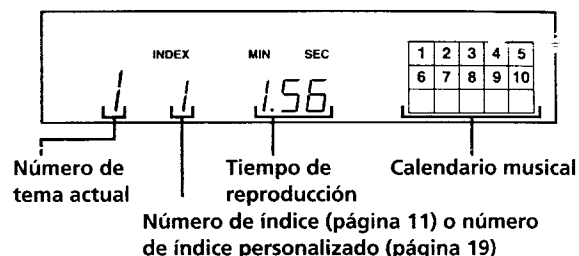 INDEX MIN SEC
1 2 3 4 5
6 7 8 9 10
1 1 1.56
Número de
tema actual
Tiempo de
reproducción
Calendario musical
Número de índice (página 11) o número
de índice personalizado (página 19)